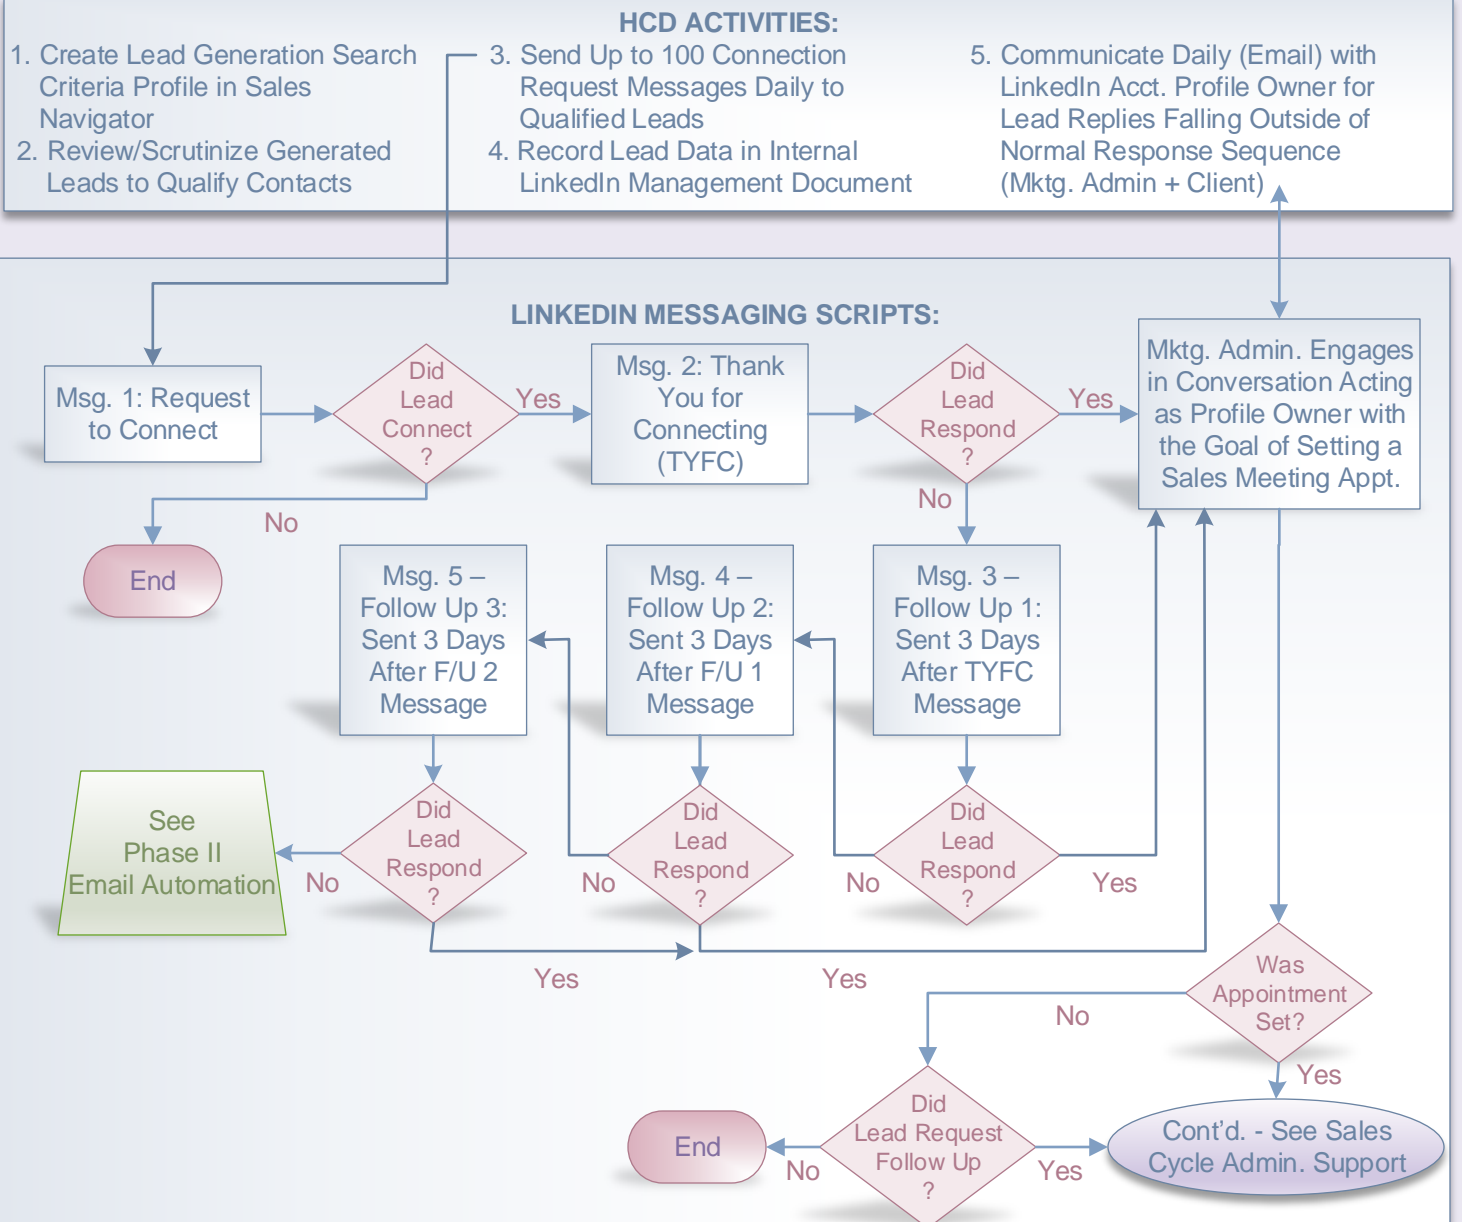 HCD ACTIVITIES:
1. Create Lead Generation Search
Criteria Profile in Sales
Navigator
2. Review/Scrutinize Generated
Leads to Qualify Contacts
3. Send Up to 100 Connection
Request Messages Daily to
Qualified Leads
4. Record Lead Data in Internal
LinkedIn Management Document
5. Communicate Daily (Email) with
LinkedIn Acct. Profile Owner for
Lead Replies Falling Outside of
Normal Response Sequence
(Mktg. Admin + Client)
LINKEDIN MESSAGING SCRIPTS:
Msg. 1: Request
to Connect
Did
Lead
Connect
?
Yes
No
End
Msg. 2: Thank
You for
Connecting
(TYFC)
Did
Lead
Respond
?
Yes
No
Mktg. Admin. Engages
in Conversation Acting
as Profile Owner with
the Goal of Setting a
Sales Meeting Appt.
Msg. 3 –
Follow Up 1:
Sent 3 Days
After TYFC
Message
Did
Lead
Respond
?
No
Yes
Msg. 4 –
Follow Up 2:
Sent 3 Days
After F/U 1
Message
Did
Lead
Respond
?
No
Yes
Msg. 5 –
Follow Up 3:
Sent 3 Days
After F/U 2
Message
Did
Lead
Respond
?
No
Yes
See
Phase II
Email Automation
Was
Appointment
Set?
No
Yes
Did
Lead Request
Follow Up
?
No
Yes
End
Cont’d. - See Sales
Cycle Admin. Support